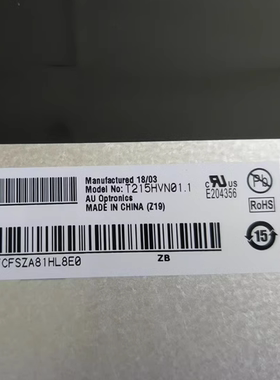 Manufactured 18/03
Model No: T215HVN01.1
AU Optronics
MADE IN CHINA (Z19)
c UL us
E204356
Pb
RoHS
CFSZA81HL8E0
ZB
15